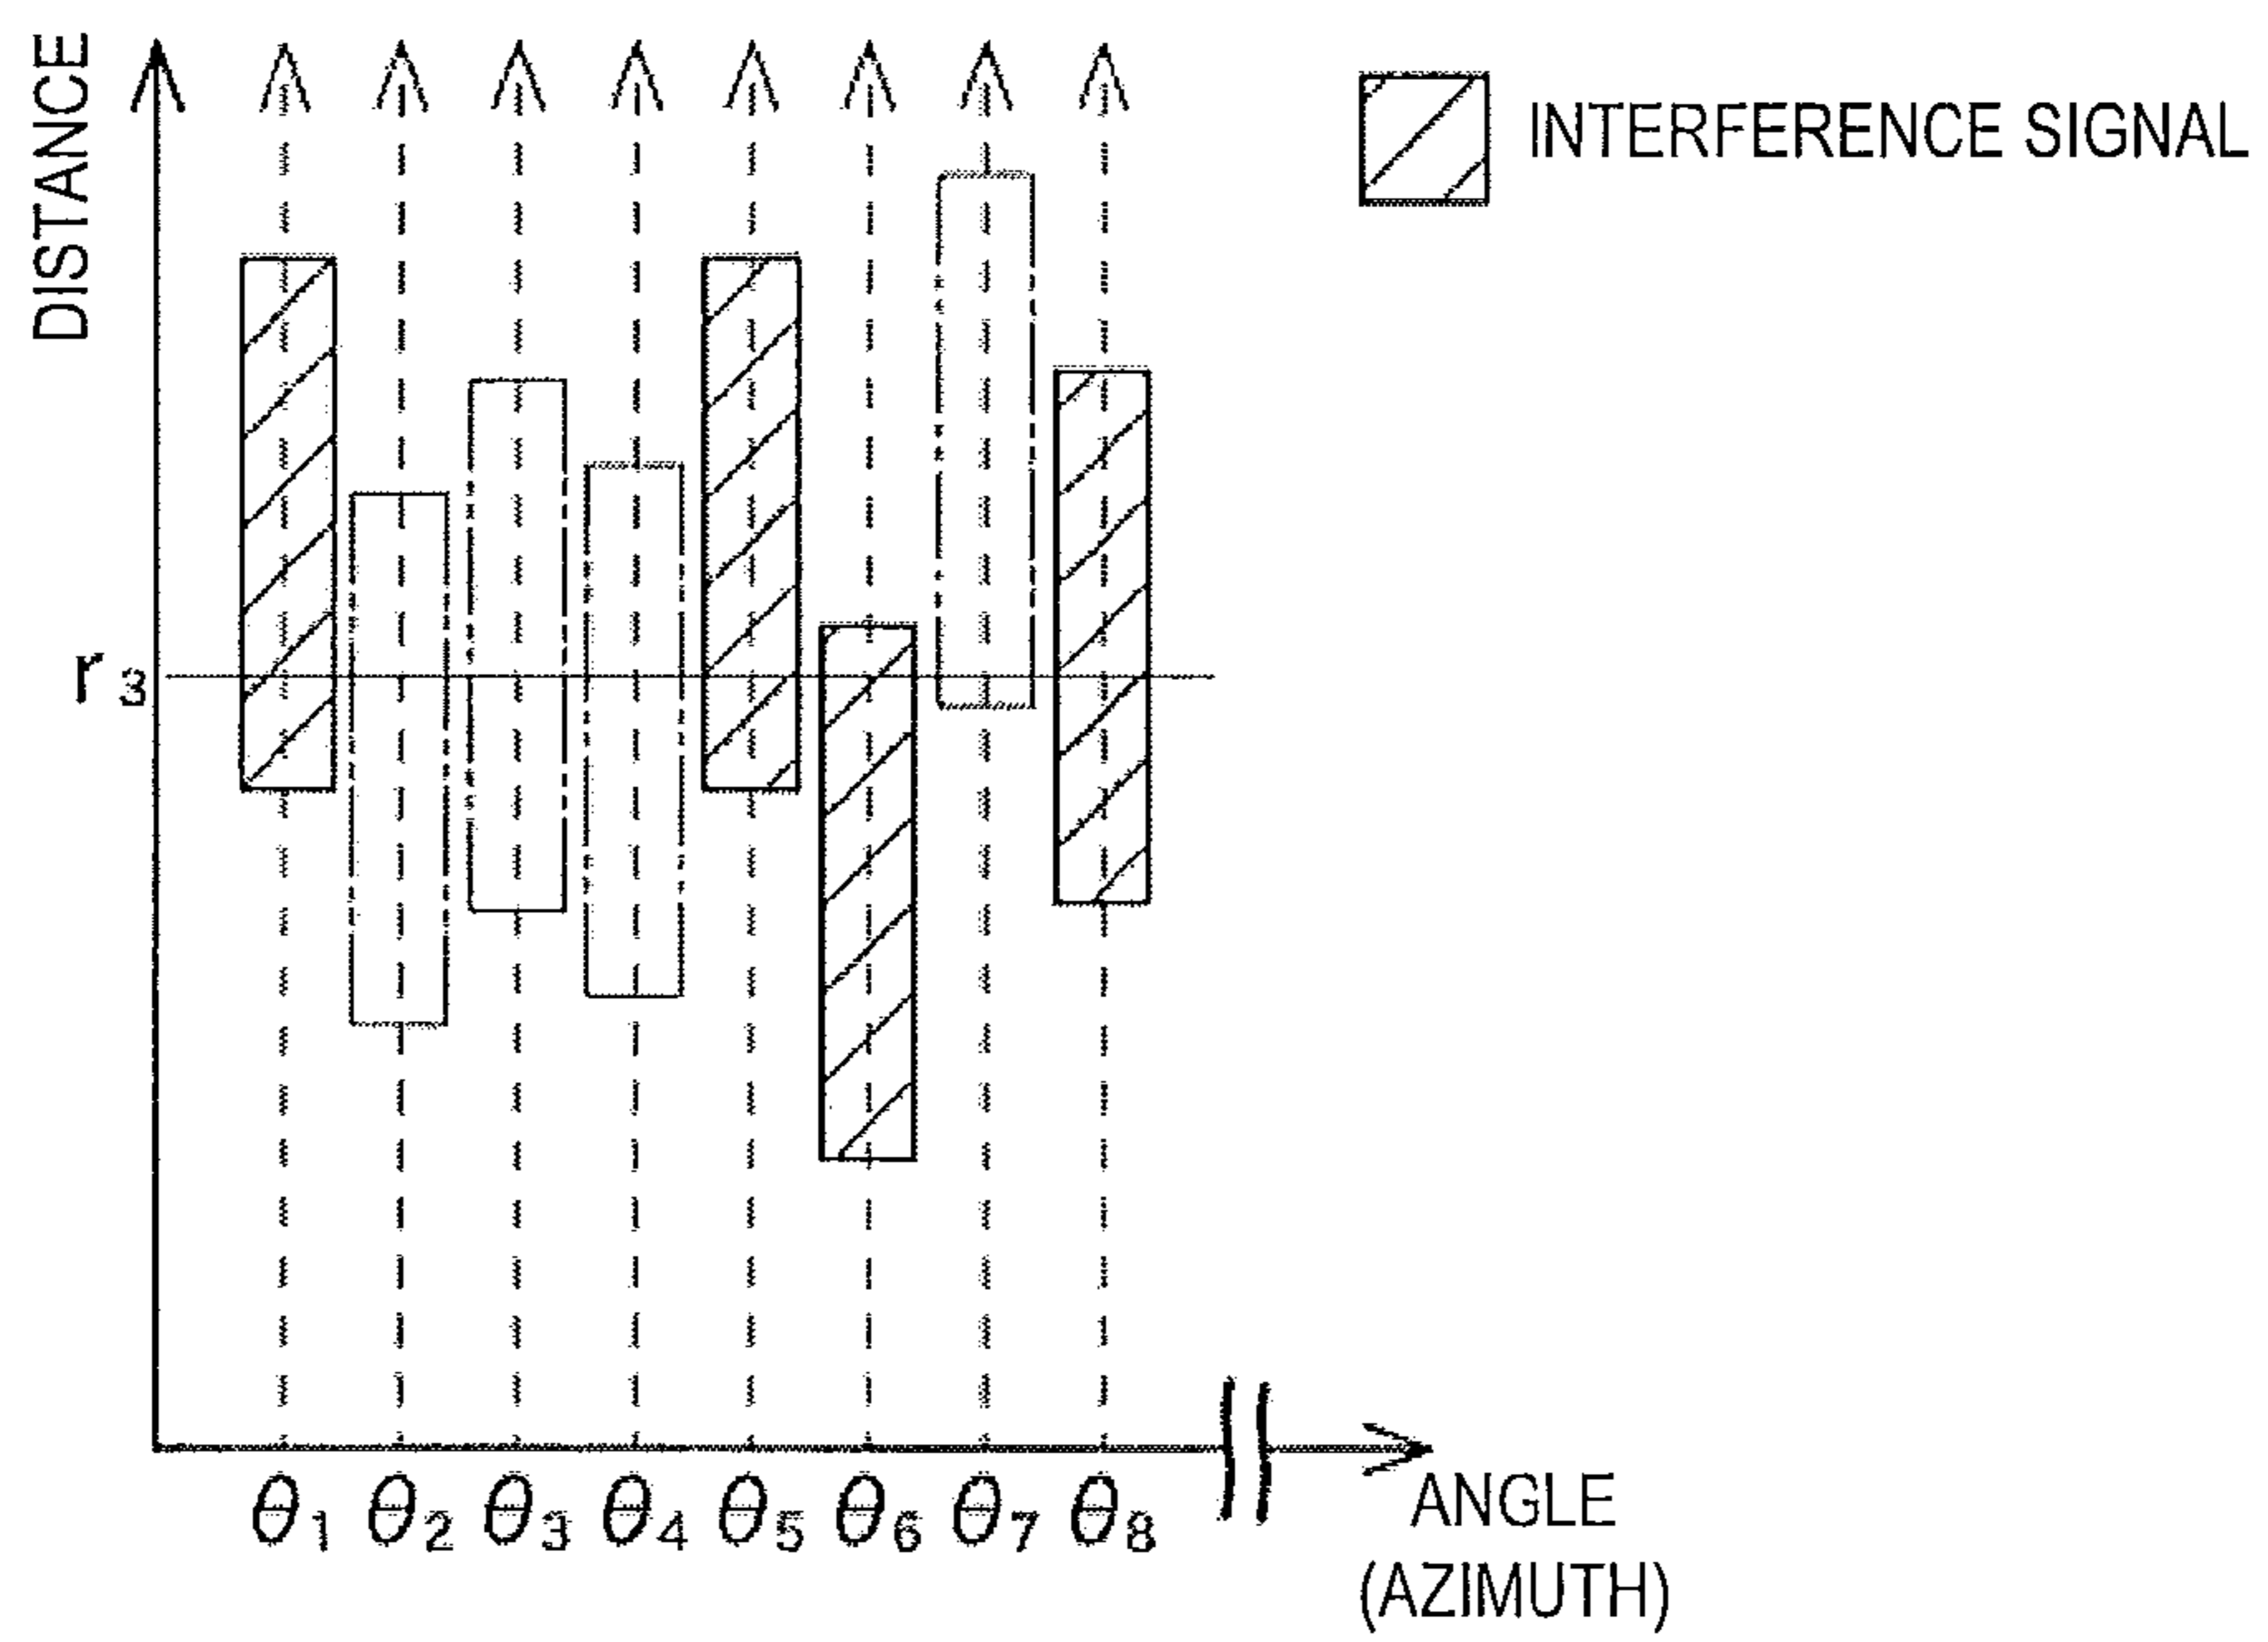 DISTANCE
INTERFERENCE SIGNAL
r₃
θ₁ θ₂ θ₃ θ₄ θ₅ θ₆ θ₇ θ₈
ANGLE
(AZIMUTH)